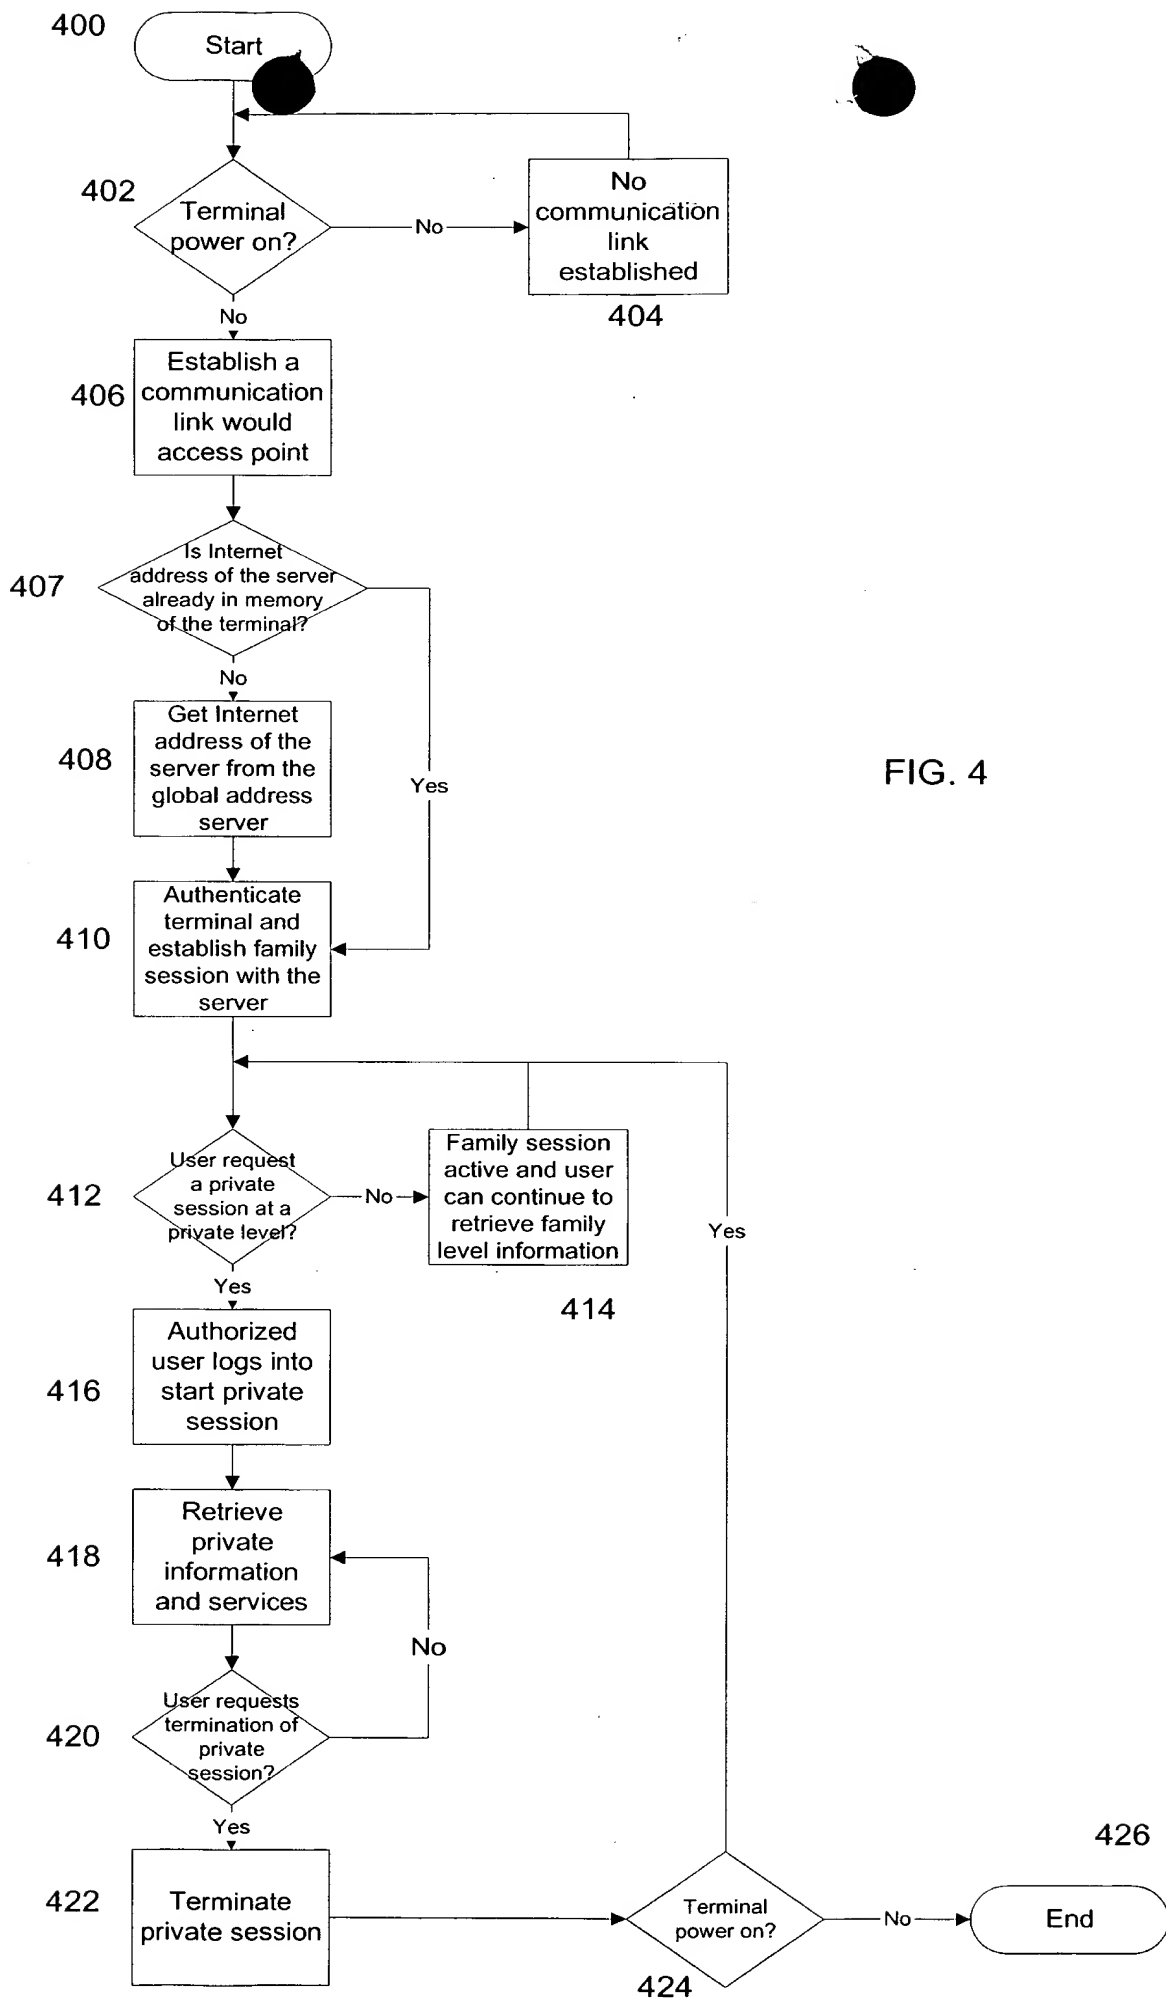 400
Start
402
Terminal
power on?
No
No
communication
link
established
404
No
406
Establish a
communication
link would
access point
407
Is Internet
address of the server
already in memory
of the terminal?
No
408
Get Internet
address of the
server from the
global address
server
Yes
FIG. 4
410
Authenticate
terminal and
establish family
session with the
server
412
User request
a private
session at a
private level?
No
Family session
active and user
can continue to
retrieve family
level information
414
Yes
Yes
416
Authorized
user logs into
start private
session
418
Retrieve
private
information
and services
No
420
User requests
termination of
private
session?
Yes
422
Terminate
private session
Terminal
power on?
424
No
426
End